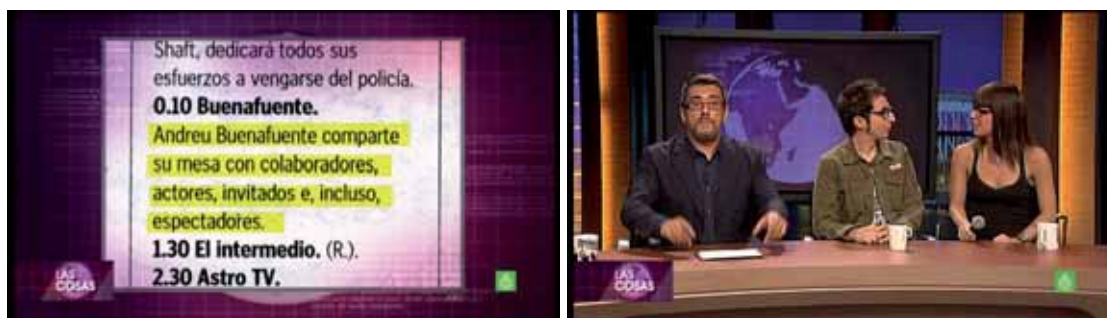 Shaft, dedicará todos sus
esfuerzos a vengarse del policía.
0.10 Buenafuente.
Andreu Buenafuente comparte
su mesa con colaboradores,
actores, invitados e, incluso,
espectadores.
1.30 El intermedio. (R.).
2.30 Astro TV.
LAS
COSAS
LAS
COSAS